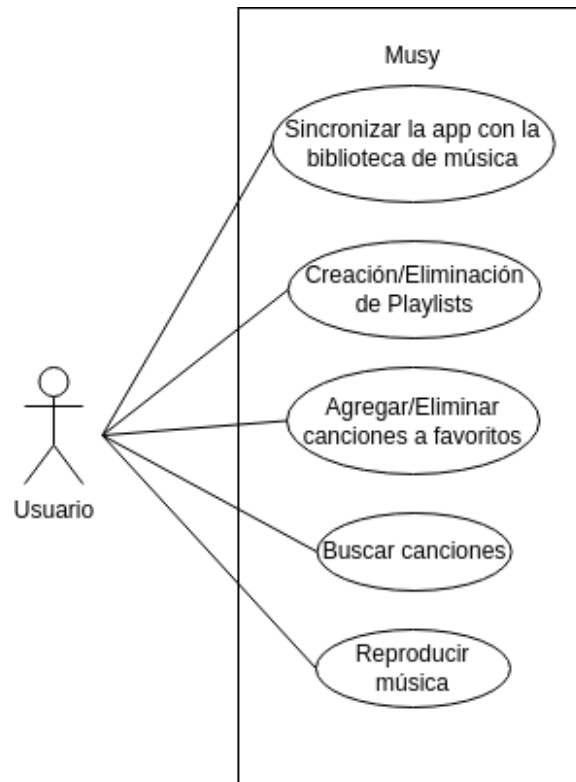 Musy
Sincronizar la app con la
biblioteca de música
Creación/Eliminación
de Playlists
Agregar/Eliminar
canciones a favoritos
Usuario
Buscar canciones
Reproducir
música